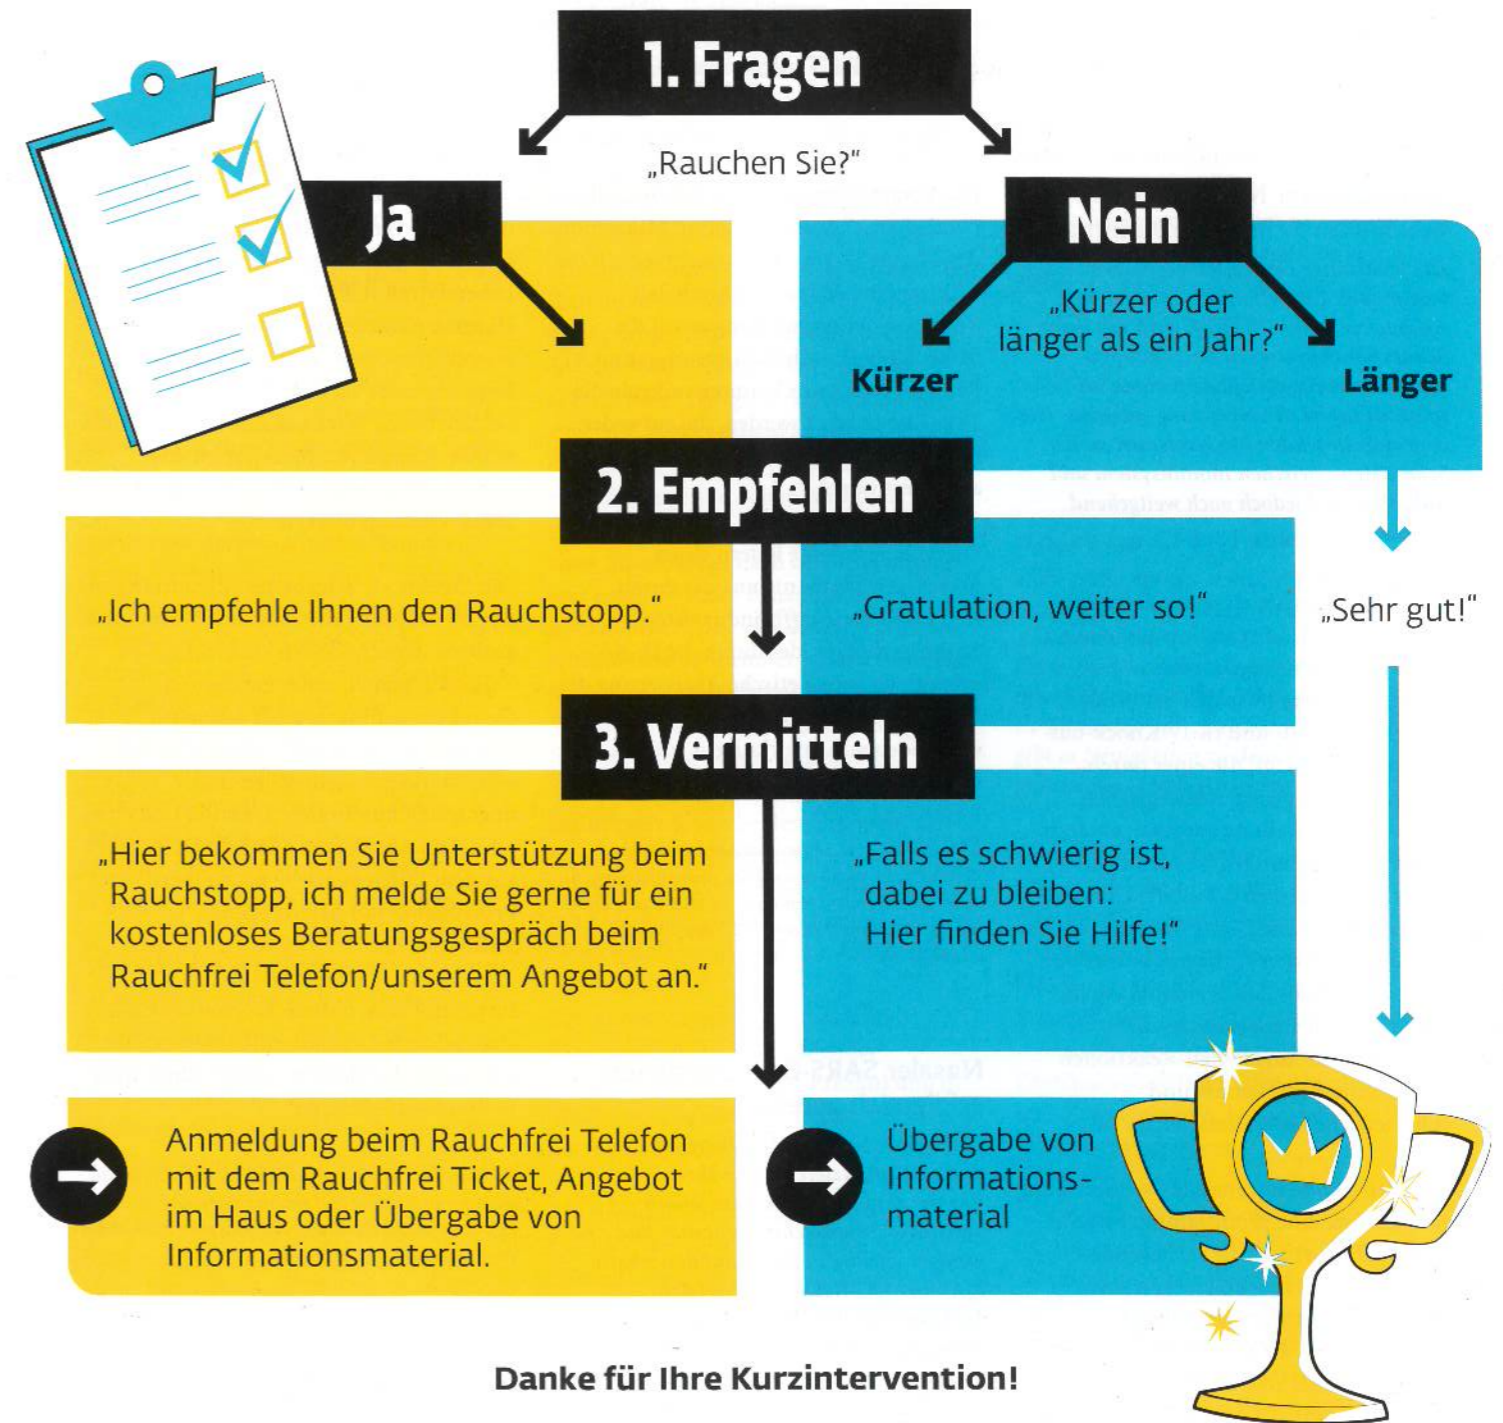 1. Fragen
„Rauchen Sie?“
Ja
Nein
„Kürzer oder
länger als ein Jahr?“
Kürzer
Länger
2. Empfehlen
„Ich empfehle Ihnen den Rauchstopp.“
„Gratulation, weiter so!“
„Sehr gut!“
3. Vermitteln
„Hier bekommen Sie Unterstützung beim
Rauchstopp, ich melde Sie gerne für ein
kostenloses Beratungsgespräch beim
Rauchfrei Telefon/unserem Angebot an.“
„Falls es schwierig ist,
dabei zu bleiben:
Hier finden Sie Hilfe!“
Anmeldung beim Rauchfrei Telefon
mit dem Rauchfrei Ticket, Angebot
im Haus oder Übergabe von
Informationsmaterial.
Übergabe von
Informations-
material
Danke für Ihre Kurzintervention!